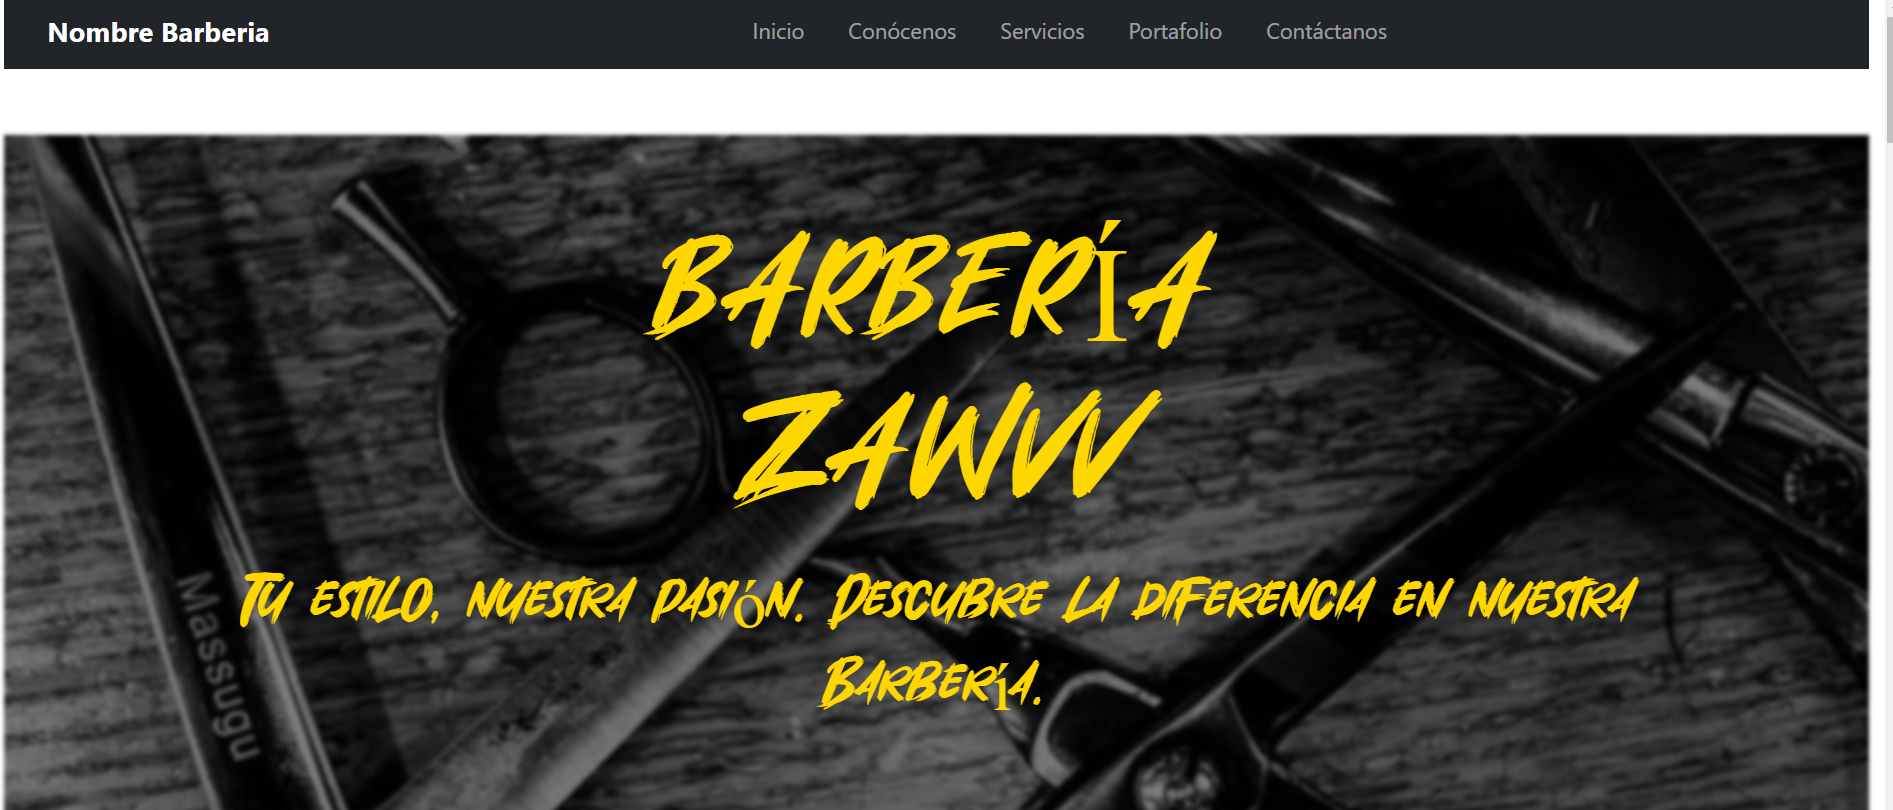 Nombre Barberia
Inicio Conócenos Servicios Portafolio Contáctanos
BARBERÍA
ZAWW
Tu estilo, nuestra pasión. Descubre la diferencia en nuestra
Barbería.
Massugu